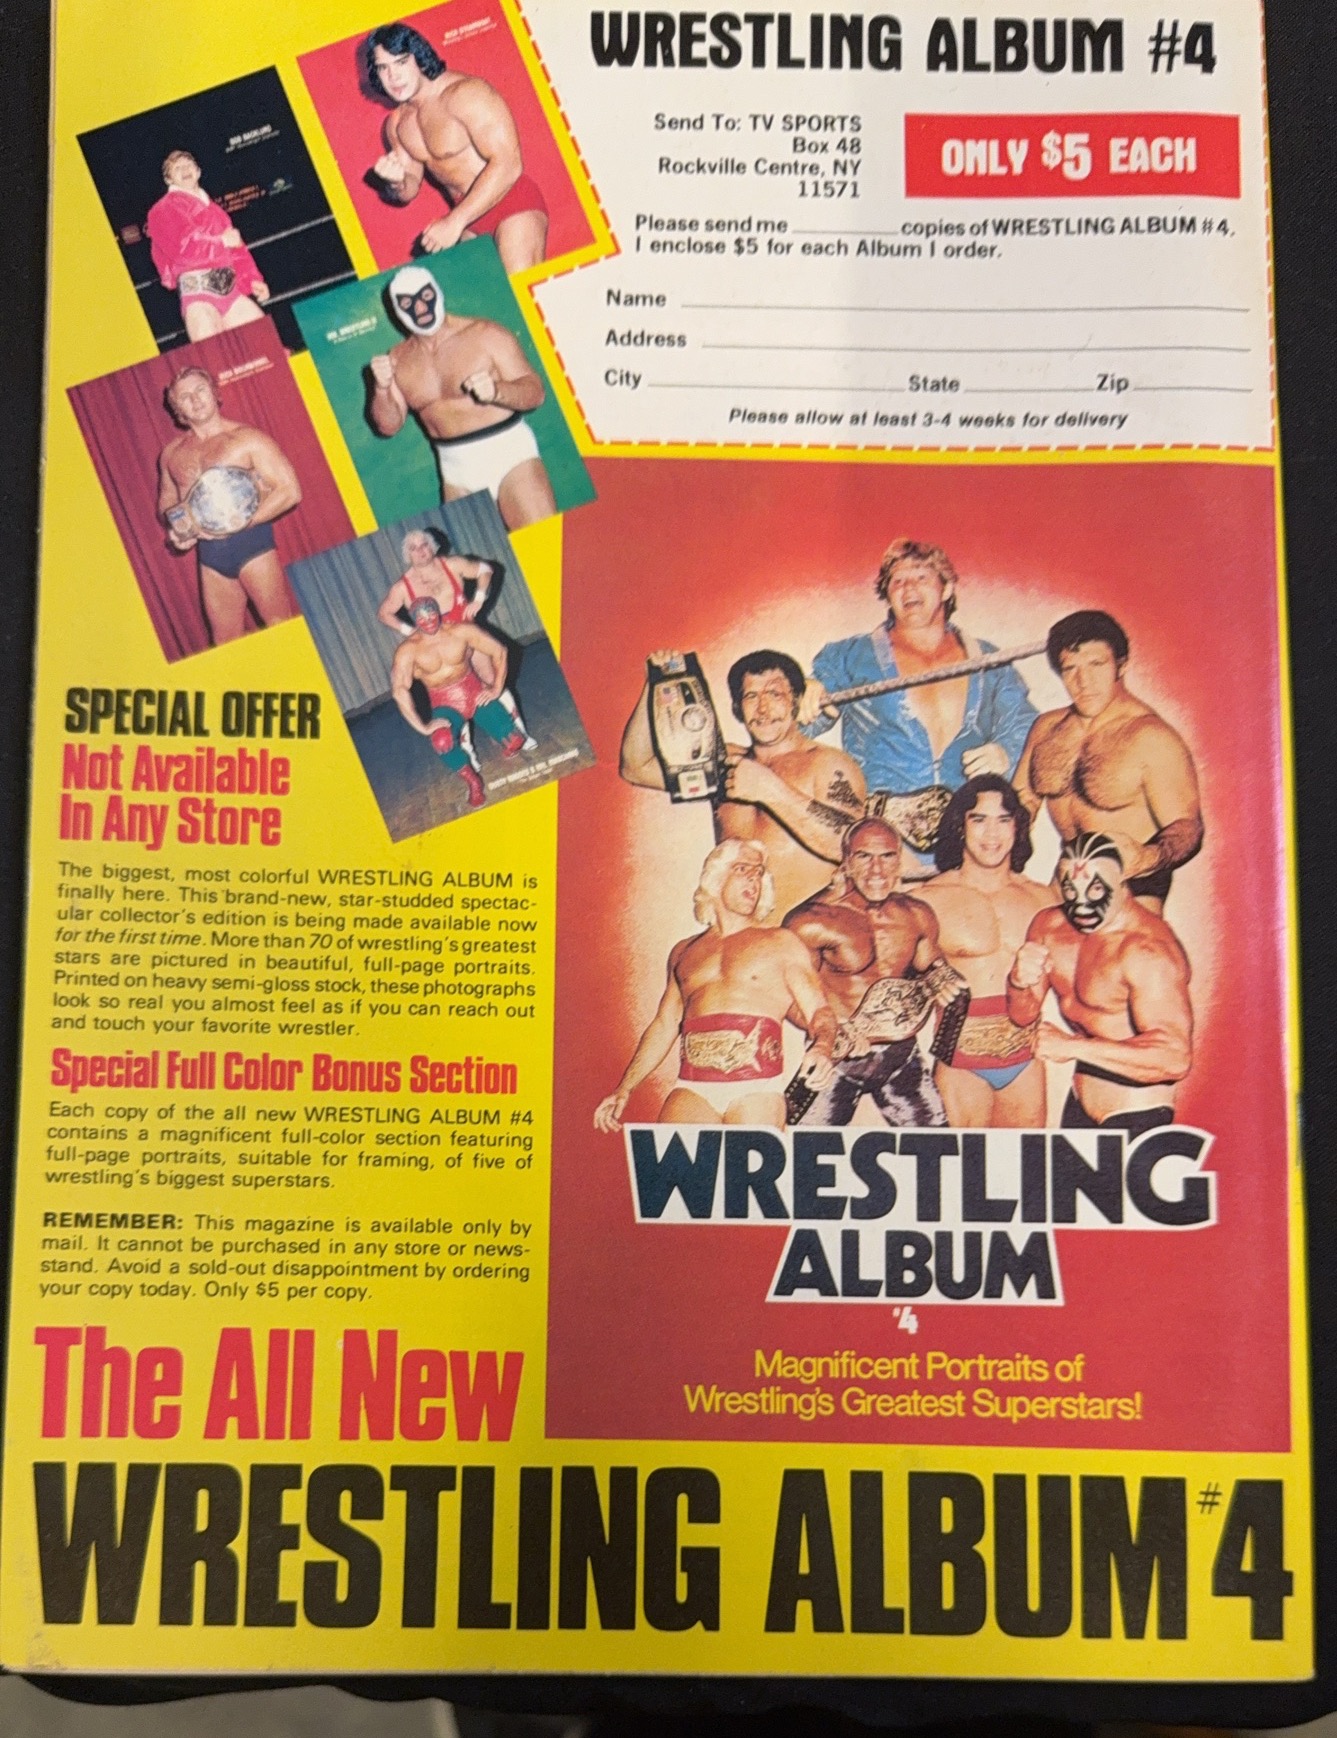 WRESTLING ALBUM #4
Send To: TV SPORTS
Box 48
Rockville Centre, NY
11571
ONLY $5 EACH
Please send me copies of WRESTLING ALBUM #4.
I enclose $5 for each Album I order.
Name
Address
City State Zip
Please allow at least 3-4 weeks for delivery
BOB BACKLUND
MR. WRESTLING II
SPECIAL OFFER
Not Available
In Any Store
The biggest, most colorful WRESTLING ALBUM is
finally here. This brand-new, star-studded spectac-
ular collector's edition is being made available now
for the first time. More than 70 of wrestling's greatest
stars are pictured in beautiful, full-page portraits.
Printed on heavy semi-gloss stock, these photographs
look so real you almost feel as if you can reach out
and touch your favorite wrestler.
Special Full Color Bonus Section
Each copy of the all new WRESTLING ALBUM #4
contains a magnificent full-color section featuring
full-page portraits, suitable for framing, of five of
wrestling's biggest superstars.
REMEMBER: This magazine is available only by
mail. It cannot be purchased in any store or news-
stand. Avoid a sold-out disappointment by ordering
your copy today. Only $5 per copy.
WRESTLING
ALBUM
#4
Magnificent Portraits of
Wrestling's Greatest Superstars!
The All New
WRESTLING ALBUM #4